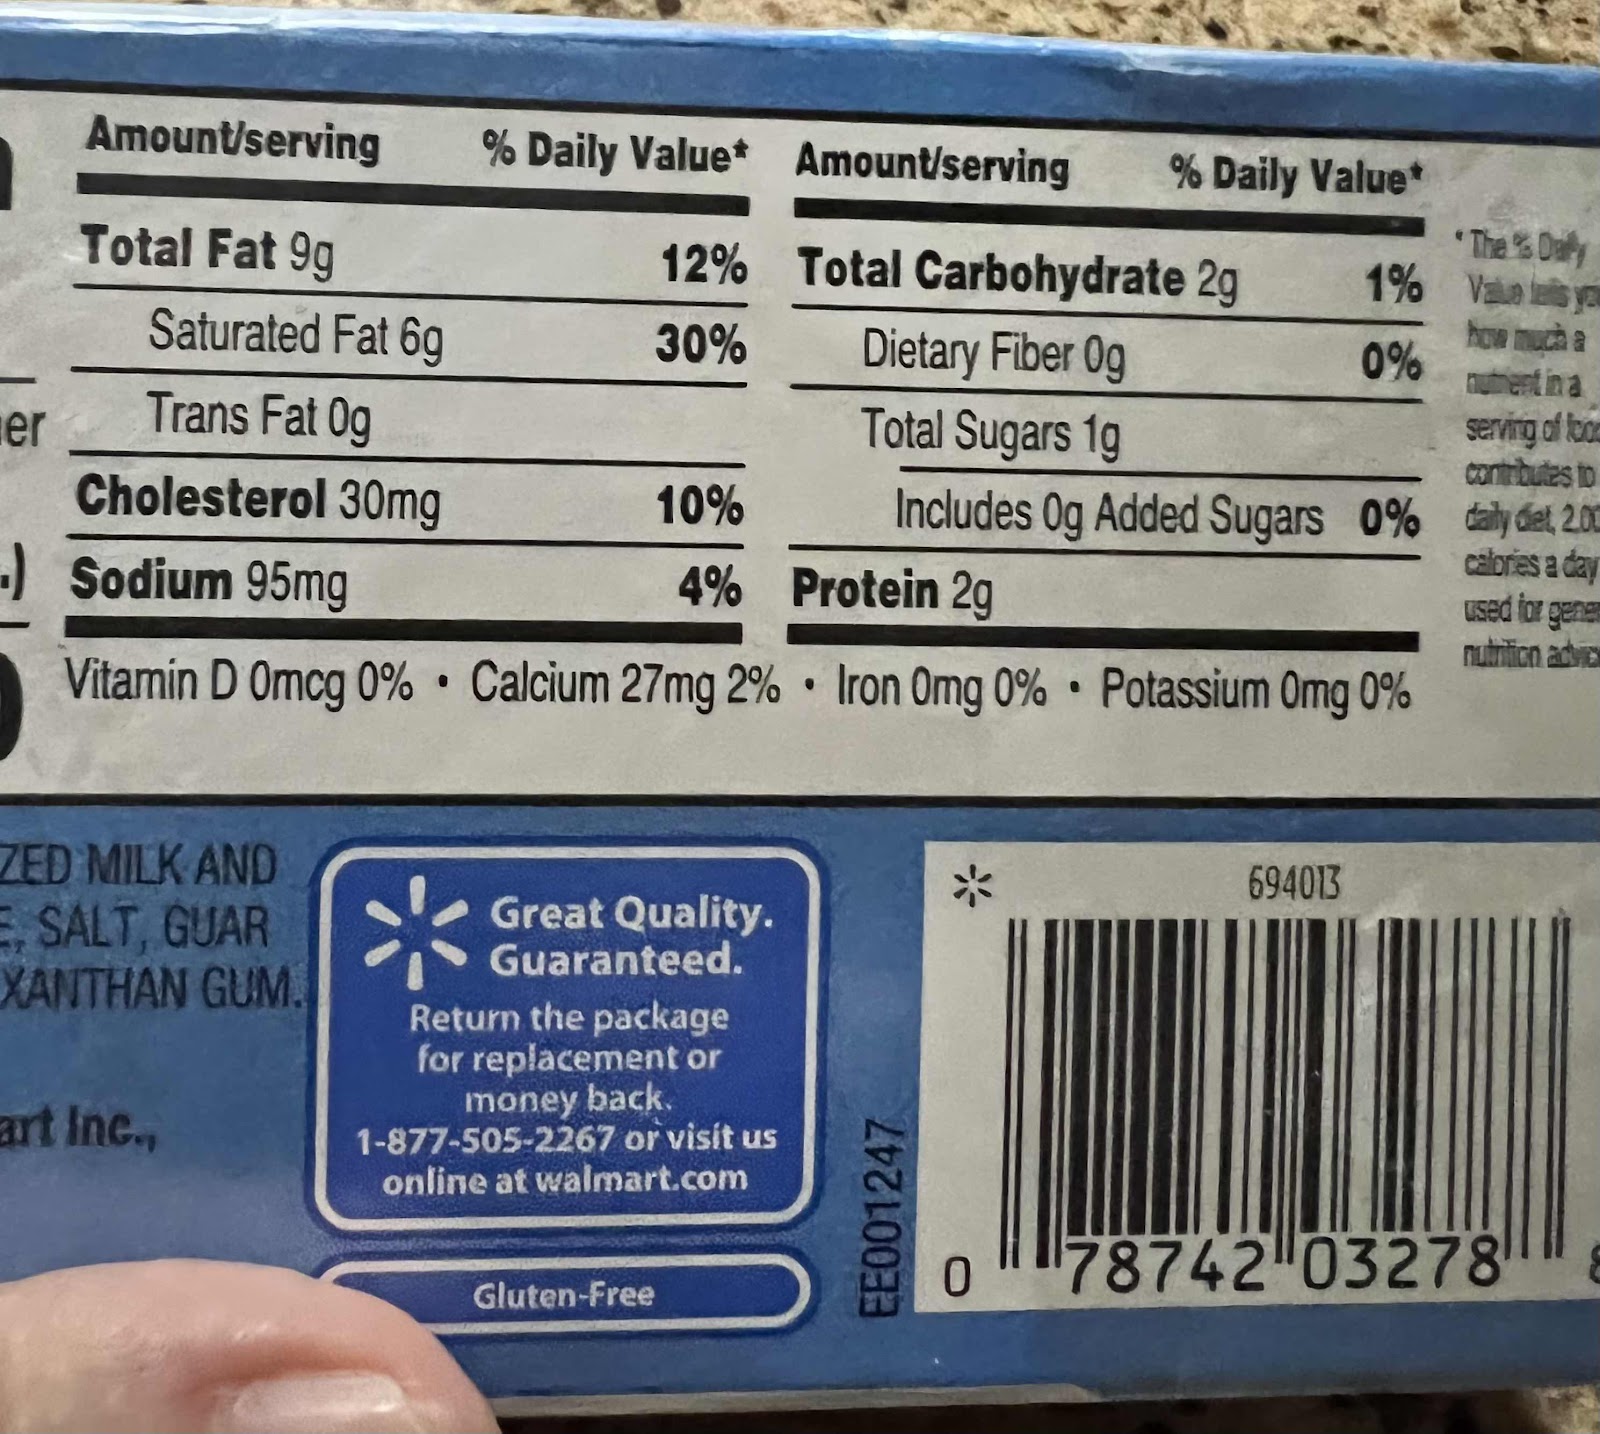 Amount/serving % Daily Value*
Total Fat 9g 12%
Saturated Fat 6g 30%
Trans Fat 0g
Cholesterol 30mg 10%
Sodium 95mg 4%
Amount/serving % Daily Value*
Total Carbohydrate 2g 1%
Dietary Fiber 0g 0%
Total Sugars 1g
Includes 0g Added Sugars 0%
Protein 2g
Vitamin D 0mcg 0% • Calcium 27mg 2% • Iron 0mg 0% • Potassium 0mg 0%
* The % Daily
Value tells
how much a
nutrient in a
serving of
contributes to
daily diet,
calories a day
used for
nutrition
er
.)
ZED MILK AND
E, SALT, GUAR
XANTHAN GUM.
art Inc.,
Great Quality.
Guaranteed.
Return the package
for replacement or
money back.
1-877-505-2267 or visit us
online at walmart.com
Gluten-Free
EE001247
694013
0 78742 03278